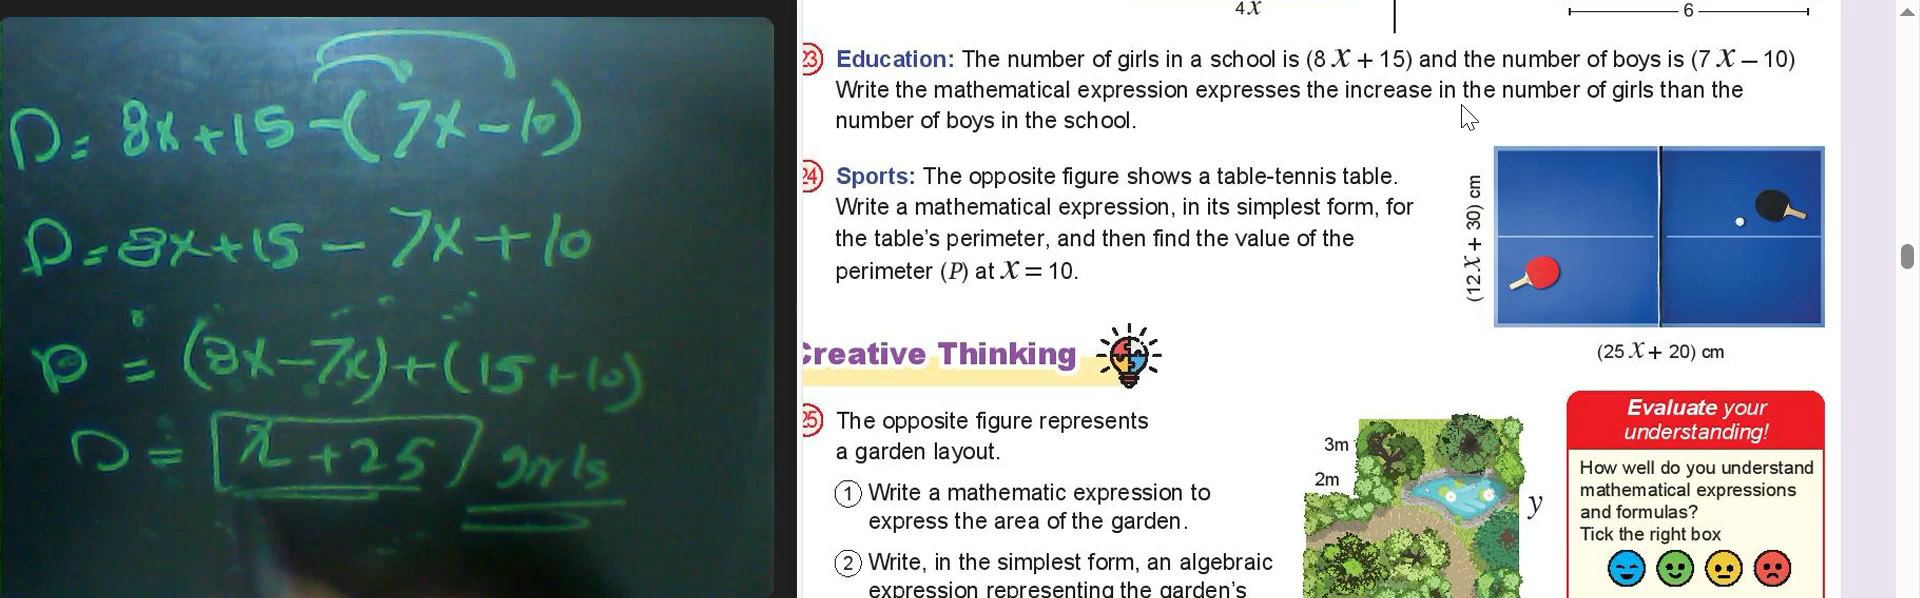 D = 8x + 15 - (7x - 10)
D = 8x + 15 - 7x + 10
D = (8x - 7x) + (15 + 10)
D = x + 25 girls
4x
6
23 Education: The number of girls in a school is (8 x + 15) and the number of boys is (7 x – 10)
Write the mathematical expression expresses the increase in the number of girls than the
number of boys in the school.
24 Sports: The opposite figure shows a table-tennis table.
Write a mathematical expression, in its simplest form, for
the table's perimeter, and then find the value of the
perimeter (P) at x = 10.
(12x + 30) cm
(25 x + 20) cm
Creative Thinking
25 The opposite figure represents
a garden layout.
1 Write a mathematic expression to
express the area of the garden.
2 Write, in the simplest form, an algebraic
expression representing the garden's
3m
2m
y
Evaluate your
understanding!
How well do you understand
mathematical expressions
and formulas?
Tick the right box